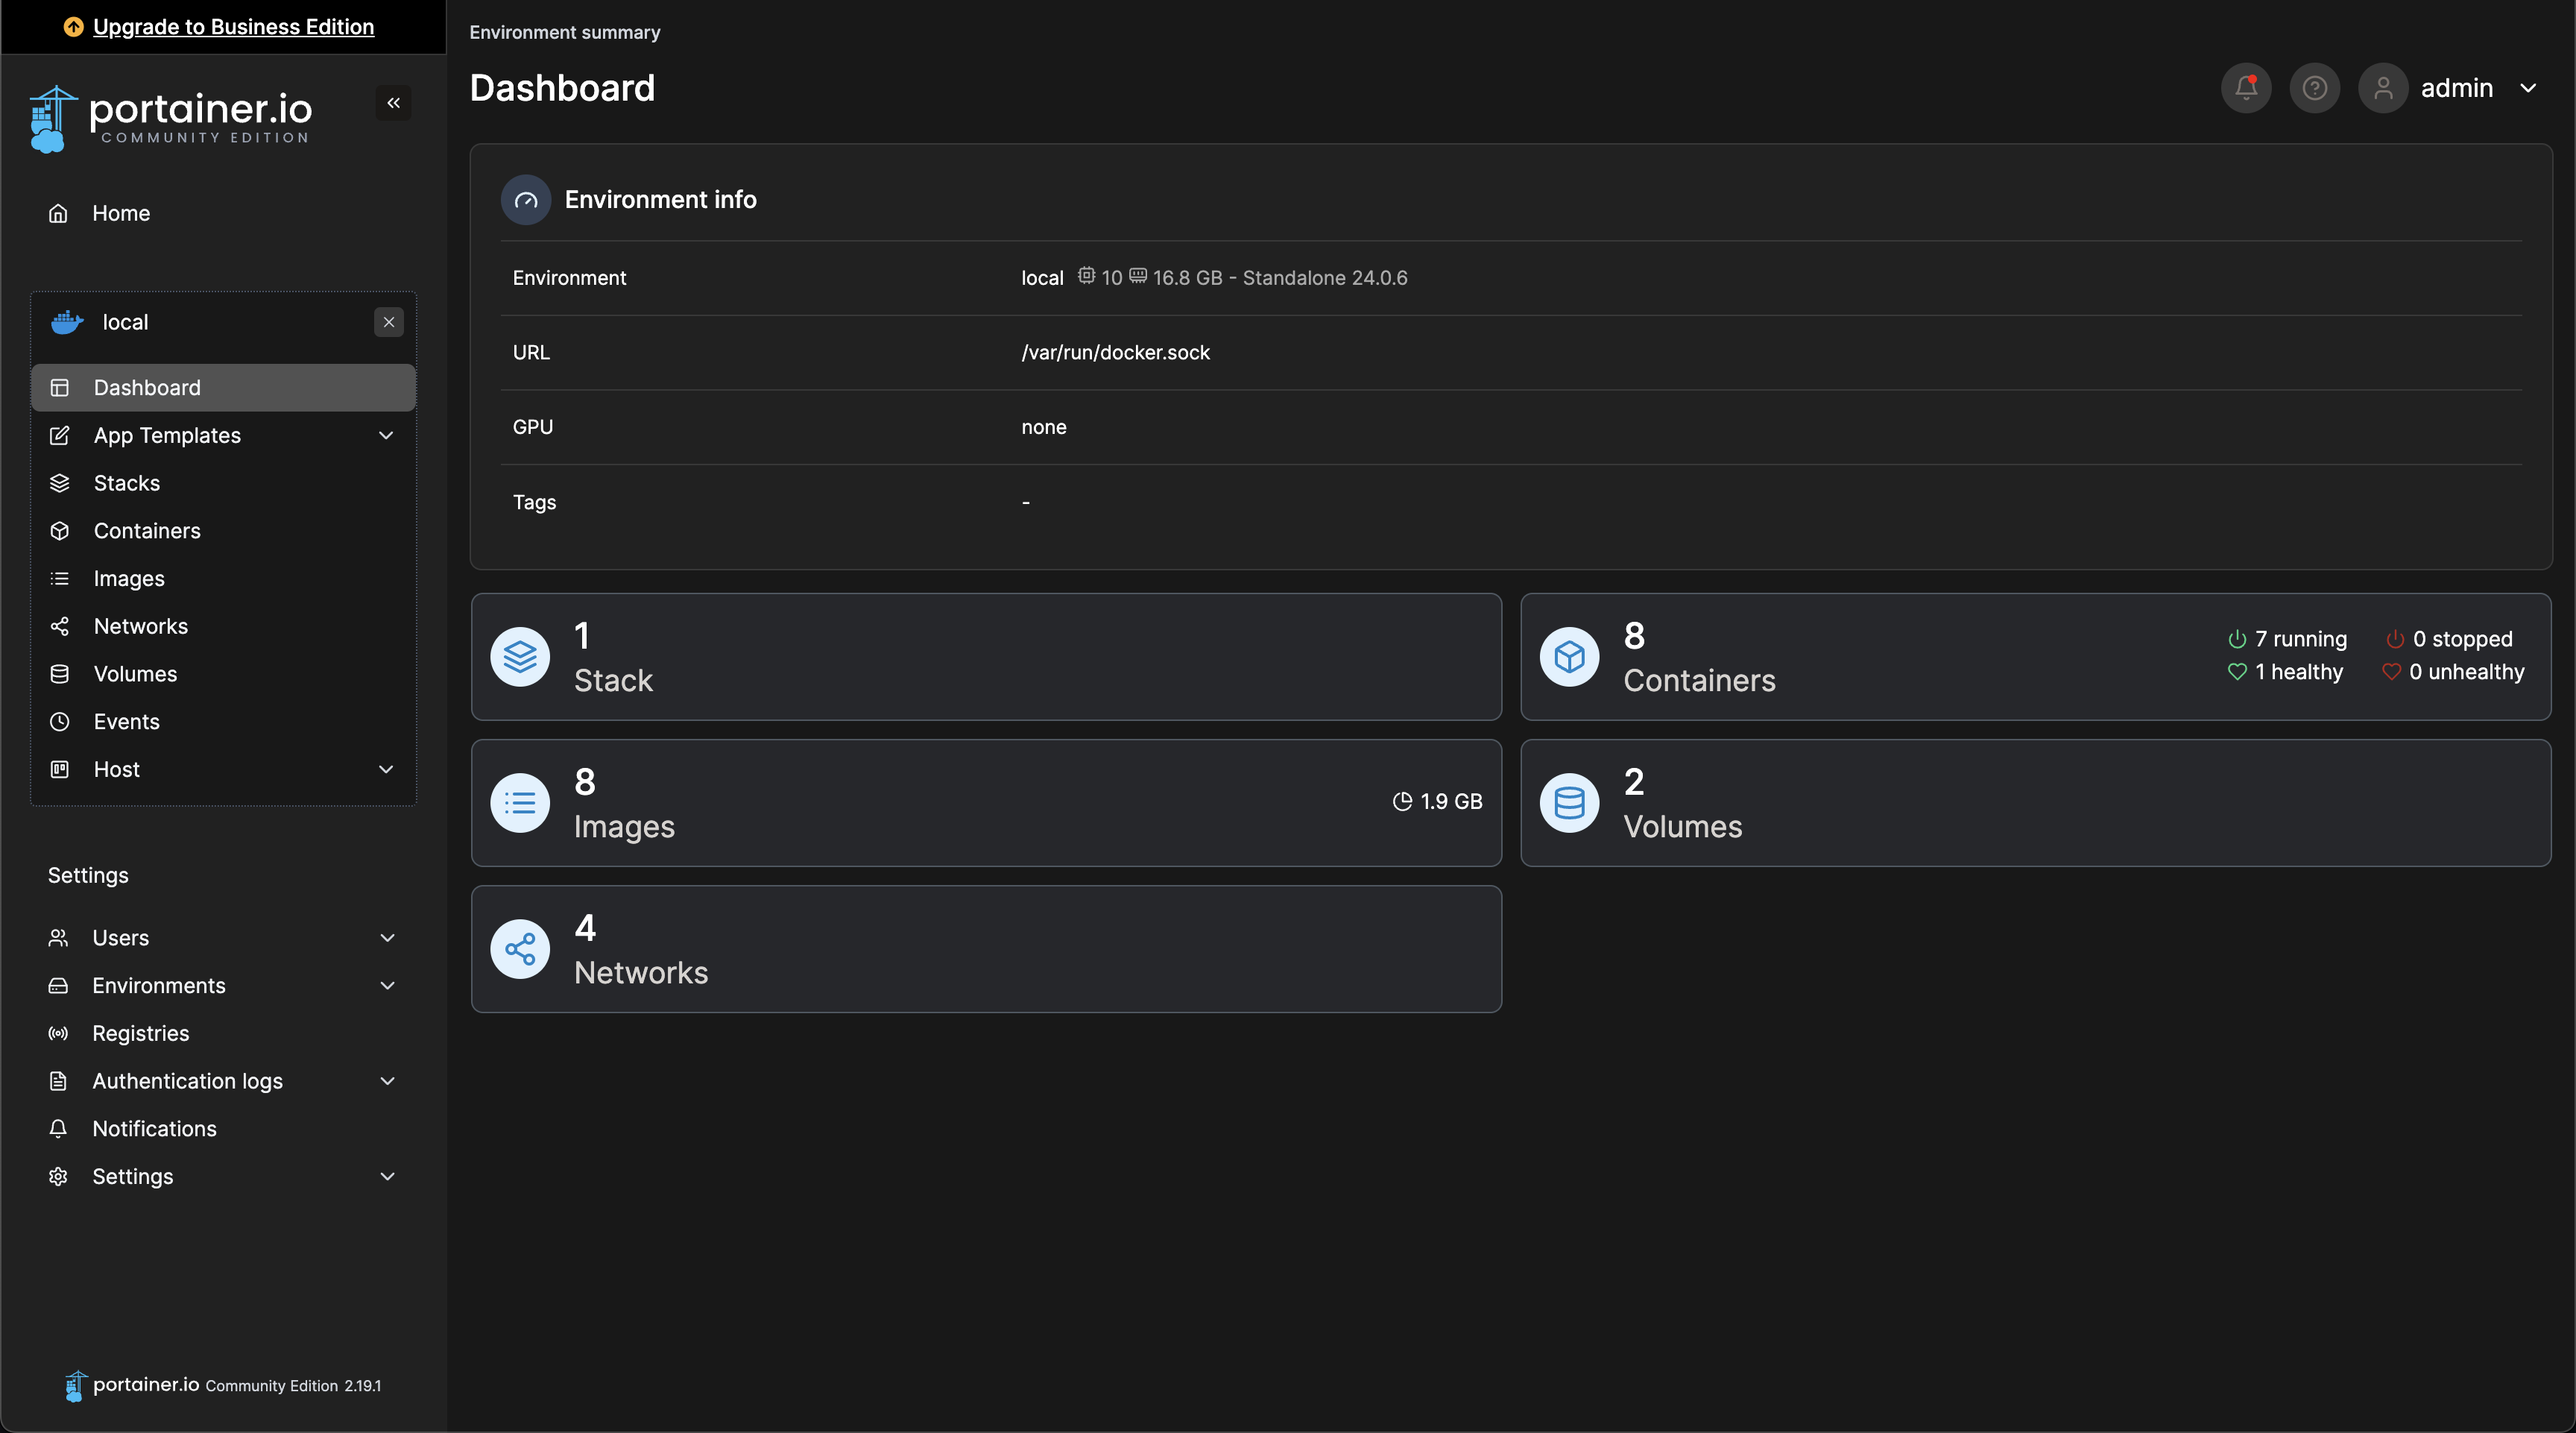 Upgrade to Business Edition
portainer.io
COMMUNITY EDITION
Home
local
Dashboard
App Templates
Stacks
Containers
Images
Networks
Volumes
Events
Host
Settings
Users
Environments
Registries
Authentication logs
Notifications
Settings
portainer.io Community Edition 2.19.1
Environment summary
Dashboard
admin
Environment info
Environment local 10 16.8 GB - Standalone 24.0.6
URL /var/run/docker.sock
GPU none
Tags -
1
Stack
8
Containers
7 running 0 stopped
1 healthy 0 unhealthy
8
Images
1.9 GB
2
Volumes
4
Networks